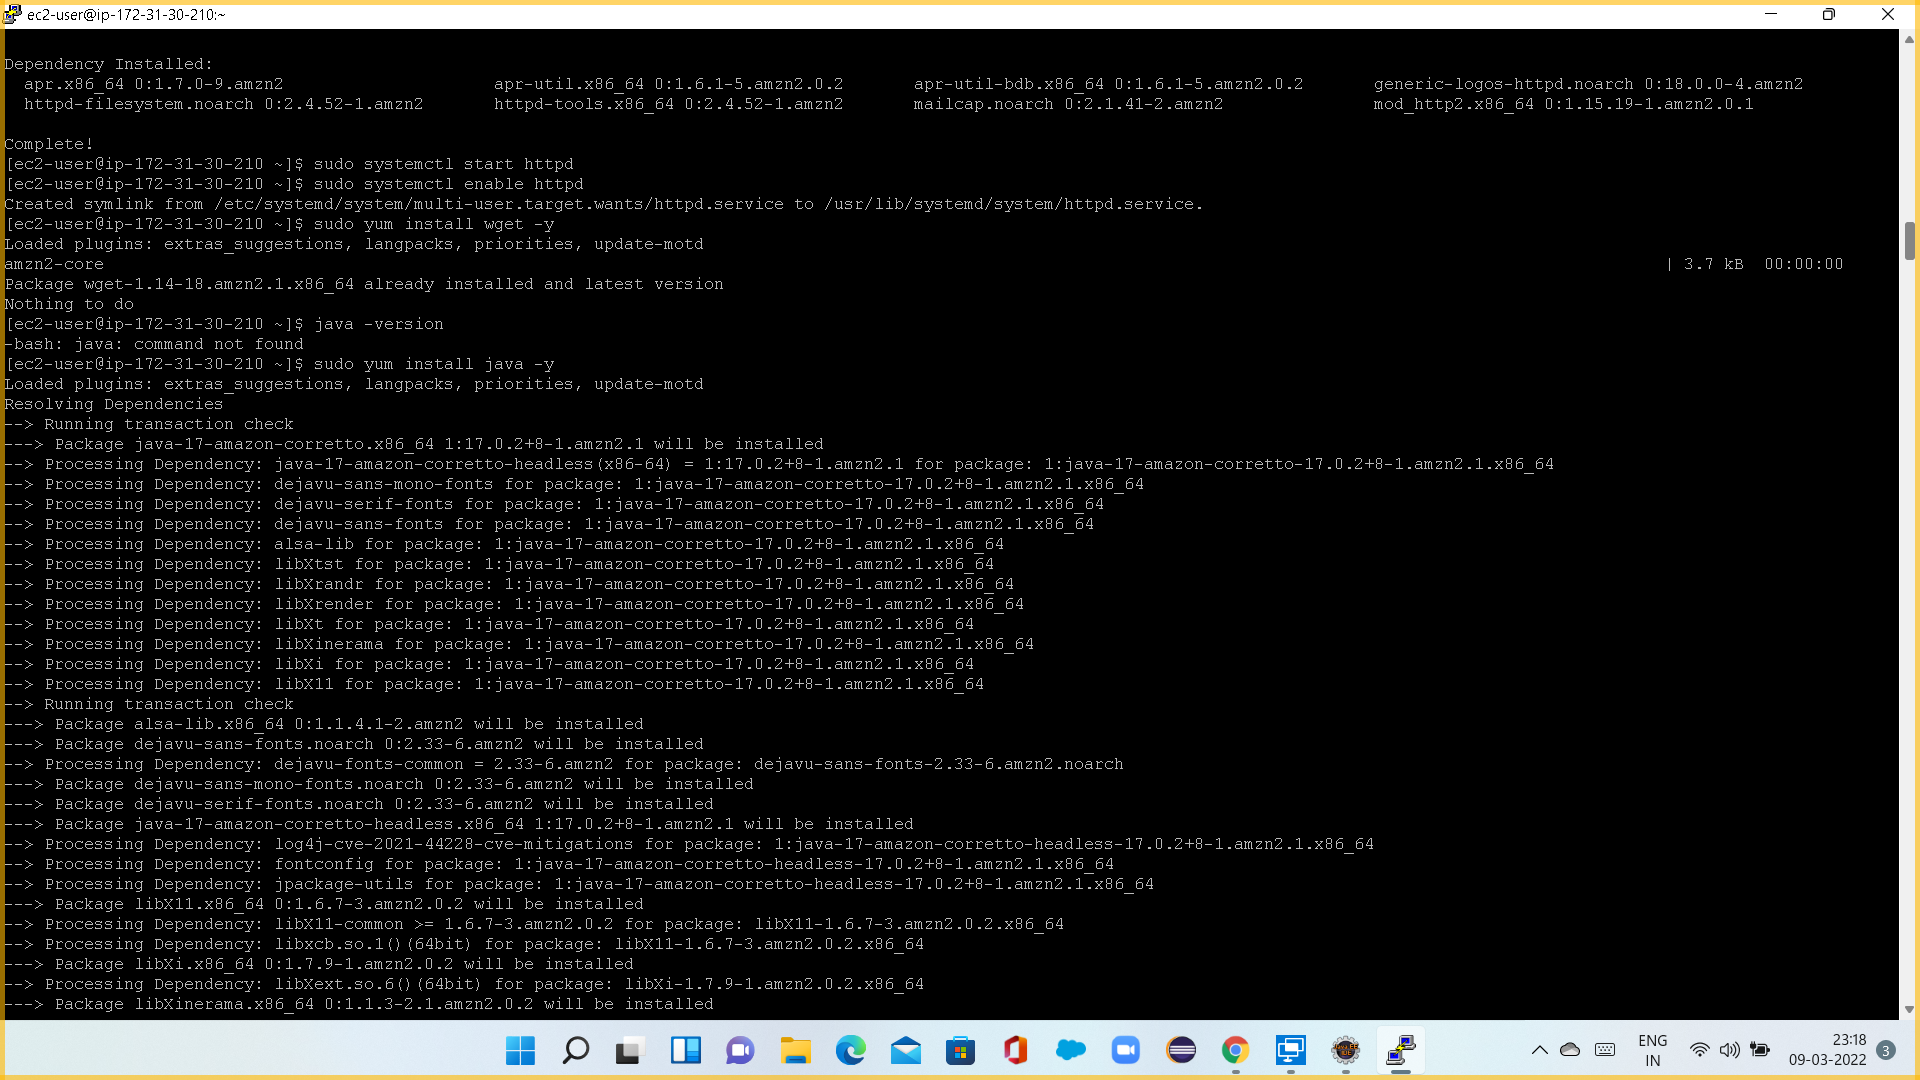 ec2-user@ip-172-31-30-210:~
Dependency Installed:
apr.x86_64 0:1.7.0-9.amzn2 apr-util.x86_64 0:1.6.1-5.amzn2.0.2 apr-util-bdb.x86_64 0:1.6.1-5.amzn2.0.2 generic-logos-httpd.noarch 0:18.0.0-4.amzn2
httpd-filesystem.noarch 0:2.4.52-1.amzn2 httpd-tools.x86_64 0:2.4.52-1.amzn2 mailcap.noarch 0:2.1.41-2.amzn2 mod_http2.x86_64 0:1.15.19-1.amzn2.0.1
Complete!
[ec2-user@ip-172-31-30-210 ~]$ sudo systemctl start httpd
[ec2-user@ip-172-31-30-210 ~]$ sudo systemctl enable httpd
Created symlink from /etc/systemd/system/multi-user.target.wants/httpd.service to /usr/lib/systemd/system/httpd.service.
[ec2-user@ip-172-31-30-210 ~]$ sudo yum install wget -y
Loaded plugins: extras_suggestions, langpacks, priorities, update-motd
amzn2-core | 3.7 kB 00:00:00
Package wget-1.14-18.amzn2.1.x86_64 already installed and latest version
Nothing to do
[ec2-user@ip-172-31-30-210 ~]$ java -version
-bash: java: command not found
[ec2-user@ip-172-31-30-210 ~]$ sudo yum install java -y
Loaded plugins: extras_suggestions, langpacks, priorities, update-motd
Resolving Dependencies
--> Running transaction check
---> Package java-17-amazon-corretto.x86_64 1:17.0.2+8-1.amzn2.1 will be installed
--> Processing Dependency: java-17-amazon-corretto-headless(x86-64) = 1:17.0.2+8-1.amzn2.1 for package: 1:java-17-amazon-corretto-17.0.2+8-1.amzn2.1.x86_64
--> Processing Dependency: dejavu-sans-mono-fonts for package: 1:java-17-amazon-corretto-17.0.2+8-1.amzn2.1.x86_64
--> Processing Dependency: dejavu-serif-fonts for package: 1:java-17-amazon-corretto-17.0.2+8-1.amzn2.1.x86_64
--> Processing Dependency: dejavu-sans-fonts for package: 1:java-17-amazon-corretto-17.0.2+8-1.amzn2.1.x86_64
--> Processing Dependency: alsa-lib for package: 1:java-17-amazon-corretto-17.0.2+8-1.amzn2.1.x86_64
--> Processing Dependency: libXtst for package: 1:java-17-amazon-corretto-17.0.2+8-1.amzn2.1.x86_64
--> Processing Dependency: libXrandr for package: 1:java-17-amazon-corretto-17.0.2+8-1.amzn2.1.x86_64
--> Processing Dependency: libXrender for package: 1:java-17-amazon-corretto-17.0.2+8-1.amzn2.1.x86_64
--> Processing Dependency: libXt for package: 1:java-17-amazon-corretto-17.0.2+8-1.amzn2.1.x86_64
--> Processing Dependency: libXinerama for package: 1:java-17-amazon-corretto-17.0.2+8-1.amzn2.1.x86_64
--> Processing Dependency: libXi for package: 1:java-17-amazon-corretto-17.0.2+8-1.amzn2.1.x86_64
--> Processing Dependency: libX11 for package: 1:java-17-amazon-corretto-17.0.2+8-1.amzn2.1.x86_64
--> Running transaction check
---> Package alsa-lib.x86_64 0:1.1.4.1-2.amzn2 will be installed
---> Package dejavu-sans-fonts.noarch 0:2.33-6.amzn2 will be installed
--> Processing Dependency: dejavu-fonts-common = 2.33-6.amzn2 for package: dejavu-sans-fonts-2.33-6.amzn2.noarch
---> Package dejavu-sans-mono-fonts.noarch 0:2.33-6.amzn2 will be installed
---> Package dejavu-serif-fonts.noarch 0:2.33-6.amzn2 will be installed
---> Package java-17-amazon-corretto-headless.x86_64 1:17.0.2+8-1.amzn2.1 will be installed
--> Processing Dependency: log4j-cve-2021-44228-cve-mitigations for package: 1:java-17-amazon-corretto-headless-17.0.2+8-1.amzn2.1.x86_64
--> Processing Dependency: fontconfig for package: 1:java-17-amazon-corretto-headless-17.0.2+8-1.amzn2.1.x86_64
--> Processing Dependency: jpackage-utils for package: 1:java-17-amazon-corretto-headless-17.0.2+8-1.amzn2.1.x86_64
---> Package libX11.x86_64 0:1.6.7-3.amzn2.0.2 will be installed
--> Processing Dependency: libX11-common >= 1.6.7-3.amzn2.0.2 for package: libX11-1.6.7-3.amzn2.0.2.x86_64
--> Processing Dependency: libxcb.so.1()(64bit) for package: libX11-1.6.7-3.amzn2.0.2.x86_64
---> Package libXi.x86_64 0:1.7.9-1.amzn2.0.2 will be installed
--> Processing Dependency: libXext.so.6()(64bit) for package: libXi-1.7.9-1.amzn2.0.2.x86_64
---> Package libXinerama.x86_64 0:1.1.3-2.1.amzn2.0.2 will be installed
ENG
IN
23:18
09-03-2022
3